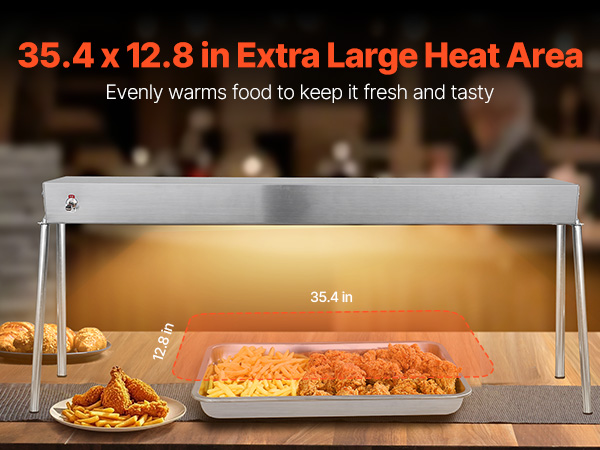 35.4 x 12.8 in Extra Large Heat Area
Evenly warms food to keep it fresh and tasty
35.4 in
12.8 in